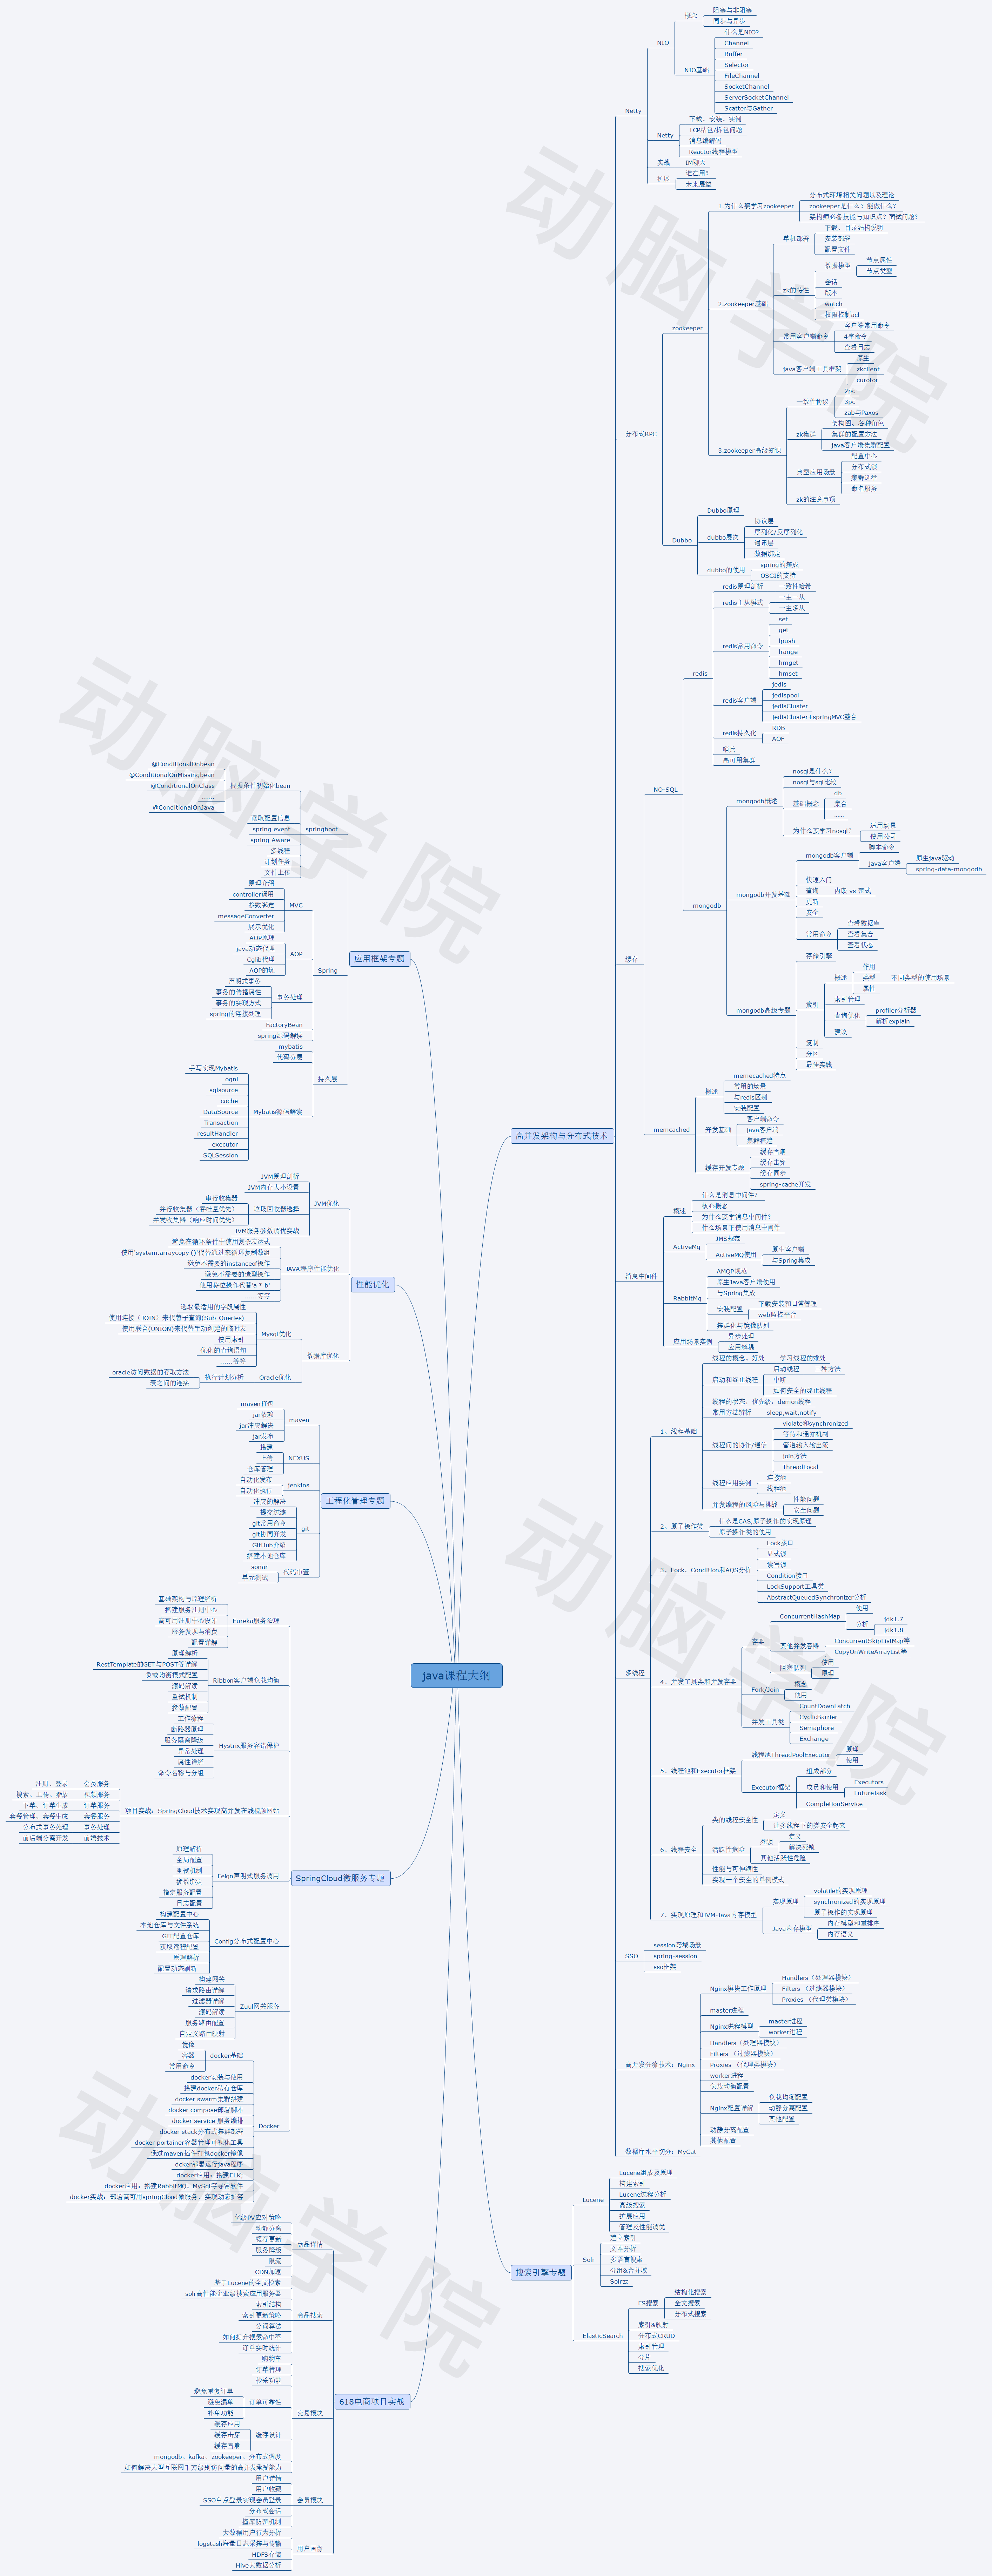 java课程大纲
高并发架构与分布式技术
Netty
NIO
概念
阻塞与非阻塞
同步与异步
NIO基础
什么是NIO?
Channel
Buffer
Selector
FileChannel
SocketChannel
ServerSocketChannel
Scatter与Gather
Netty
下载、安装、实例
TCP粘包/拆包问题
消息编解码
Reactor线程模型
实战
IM聊天
扩展
谁在用?
未来展望
分布式RPC
zookeeper
1.为什么要学习zookeeper
分布式环境相关问题以及理论
zookeeper是什么？能做什么?
架构师必备技能与知识点？面试问题?
2.zookeeper基础
单机部署
下载、目录结构说明
安装部署
配置文件
zk的特性
数据模型
节点属性
节点类型
会话
版本
watch
权限控制acl
常用客户端命令
客户端常用命令
4字命令
查看日志
java客户端工具框架
原生
zkclient
curotor
3.zookeeper高级知识
一致性协议
2pc
3pc
zab与Paxos
zk集群
架构图、各种角色
集群的配置方法
java客户端集群配置
典型应用场景
配置中心
分布式锁
集群选举
命名服务
zk的注意事项
Dubbo
Dubbo原理
dubbo层次
协议层
序列化/反序列化
通讯层
数据绑定
dubbo的使用
spring的集成
OSGI的支持
缓存
NO-SQL
redis
redis原理剖析
一致性哈希
redis主从模式
一主一从
一主多从
redis常用命令
set
get
lpush
lrange
hmget
hmset
redis客户端
jedis
jedispool
jedisCluster
jedisCluster+springMVC整合
redis持久化
RDB
AOF
哨兵
高可用集群
mongodb
mongodb概述
nosql是什么?
nosql与sql比较
基础概念
db
集合
.....
为什么要学习nosql?
适用场景
使用公司
mongodb开发基础
mongodb客户端
脚本命令
java客户端
原生java驱动
spring-data-mongodb
快速入门
查询
内嵌 vs 范式
更新
安全
常用命令
查看数据库
查看集合
查看状态
mongodb高级专题
存储引擎
索引
概述
作用
类型
不同类型的使用场景
属性
索引管理
查询优化
profiler分析器
解析explain
建议
复制
分区
最佳实践
memcached
概述
memecached特点
常用的场景
与redis区别
安装配置
开发基础
客户端命令
java客户端
集群搭建
缓存开发专题
缓存雪崩
缓存击穿
缓存同步
spring-cache开发
消息中间件
概述
什么是消息中间件?
核心概念
为什么要学消息中间件?
什么场景下使用消息中间件
ActiveMq
JMS规范
ActiveMQ使用
原生客户端
与Spring集成
RabbitMq
AMQP规范
原生Java客户端使用
与Spring集成
安装配置
下载安装和日常管理
web监控平台
集群化与镜像队列
应用场景实例
异步处理
应用解耦
多线程
1、线程基础
线程的概念、好处
学习线程的难处
启动和终止线程
启动线程
三种方法
中断
如何安全的终止线程
线程的状态，优先级，demon线程
常用方法辨析
sleep,wait,notify
线程间的协作/通信
violate和synchronized
等待和通知机制
管道输入输出流
join方法
ThreadLocal
线程应用实例
连接池
线程池
并发编程的风险与挑战
性能问题
安全问题
2、原子操作类
什么是CAS,原子操作的实现原理
原子操作类的使用
3、Lock、Condition和AQS分析
Lock接口
显式锁
读写锁
Condition接口
LockSupport工具类
AbstractQueuedSynchronizer分析
4、并发工具类和并发容器
容器
ConcurrentHashMap
使用
分析
jdk1.7
jdk1.8
其他并发容器
ConcurrentSkipListMap等
CopyOnWriteArrayList等
阻塞队列
使用
原理
Fork/Join
概念
使用
并发工具类
CountDownLatch
CyclicBarrier
Semaphore
Exchange
5、线程池和Executor框架
线程池ThreadPoolExecutor
原理
使用
Executor框架
组成部分
成员和使用
Executors
FutureTask
CompletionService
6、线程安全
类的线程安全性
定义
让多线程下的类安全起来
活跃性危险
死锁
定义
解决死锁
其他活跃性危险
性能与可伸缩性
实现一个安全的单例模式
7、实现原理和JVM-Java内存模型
实现原理
volatile的实现原理
synchronized的实现原理
原子操作的实现原理
Java内存模型
内存模型和重排序
内存语义
SSO
session跨域场景
spring-session
sso框架
高并发分流技术：Nginx
Nginx模块工作原理
Handlers（处理器模块）
Filters （过滤器模块）
Proxies （代理类模块）
master进程
Nginx进程模型
master进程
worker进程
Handlers（处理器模块）
Filters （过滤器模块）
Proxies （代理类模块）
worker进程
负载均衡配置
Nginx配置详解
负载均衡配置
动静分离配置
其他配置
动静分离配置
其他配置
数据库水平切分：MyCat
搜索引擎专题
Lucene
Lucene组成及原理
构建索引
Lucene过程分析
高级搜索
扩展应用
管理及性能调优
Solr
建立索引
文本分析
多语言搜索
分组&合并域
Solr云
ElasticSearch
ES搜索
结构化搜索
全文搜索
分布式搜索
索引&映射
分布式CRUD
索引管理
分片
搜索优化
应用框架专题
springboot
根据条件初始化bean
@ConditionalOnbean
@ConditionalOnMissingbean
@ConditionalOnClass
......
@ConditionalOnJava
读取配置信息
spring event
spring Aware
多线程
计划任务
文件上传
Spring
MVC
原理介绍
controller调用
参数绑定
messageConverter
展示优化
AOP
AOP原理
java动态代理
Cglib代理
AOP的坑
事务处理
声明式事务
事务的传播属性
事务的实现方式
spring的连接处理
FactoryBean
spring源码解读
持久层
mybatis
代码分层
Mybatis源码解读
手写实现Mybatis
ognl
sqlsource
cache
DataSource
Transaction
resultHandler
executor
SQLSession
性能优化
JVM优化
JVM原理剖析
JVM内存大小设置
垃圾回收器选择
串行收集器
并行收集器（吞吐量优先）
并发收集器（响应时间优先）
JVM服务参数调优实战
JAVA程序性能优化
避免在循环条件中使用复杂表达式
使用'system.arraycopy ()'代替通过来循环复制数组
避免不需要的instanceof操作
避免不需要的造型操作
使用移位操作代替'a * b'
......等等
数据库优化
Mysql优化
选取最适用的字段属性
使用连接（JOIN）来代替子查询(Sub-Queries)
使用联合(UNION)来代替手动创建的临时表
使用索引
优化的查询语句
......等等
Oracle优化
执行计划分析
oracle访问数据的存取方法
表之间的连接
工程化管理专题
maven
maven打包
jar依赖
jar冲突解决
jar发布
NEXUS
搭建
上传
仓库管理
jenkins
自动化发布
自动化执行
git
冲突的解决
提交过滤
git常用命令
git协同开发
GitHub介绍
搭建本地仓库
代码审查
sonar
单元测试
SpringCloud微服务专题
Eureka服务治理
基础架构与原理解析
搭建服务注册中心
高可用注册中心设计
服务发现与消费
配置详解
Ribbon客户端负载均衡
原理解析
RestTemplate的GET与POST等详解
负载均衡模式配置
源码解读
重试机制
参数配置
Hystrix服务容错保护
工作流程
断路器原理
服务隔离降级
异常处理
属性详解
命令名称与分组
项目实战：SpringCloud技术实现高并发在线视频网站
会员服务
注册、登录
视频服务
搜索、上传、播放
订单服务
下单、订单生成
套餐服务
套餐管理、套餐生成
事务处理
分布式事务处理
前端技术
前后端分离开发
Feign声明式服务调用
原理解析
全局配置
重试机制
参数绑定
指定服务配置
日志配置
Config分布式配置中心
构建配置中心
本地仓库与文件系统
GIT配置仓库
获取远程配置
原理解析
配置动态刷新
Zuul网关服务
构建网关
请求路由详解
过滤器详解
源码解读
服务路由配置
自定义路由映射
Docker
docker基础
镜像
容器
常用命令
docker安装与使用
搭建docker私有仓库
docker swarm集群搭建
docker compose部署脚本
docker service 服务编排
docker stack分布式集群部署
docker portainer容器管理可视化工具
通过maven插件打包docker镜像
dcker部署运行java程序
docker应用：搭建ELK;
docker应用：搭建RabbitMQ、MySql等寻常软件
docker实战：部署高可用springCloud微服务，实现动态扩容
618电商项目实战
商品详情
亿级PV应对策略
动静分离
缓存更新
服务降级
限流
CDN加速
商品搜索
基于Lucene的全文检索
solr高性能企业级搜索应用服务器
索引结构
索引更新策略
分词算法
如何提升搜索命中率
订单实时统计
交易模块
购物车
订单管理
秒杀功能
订单可靠性
避免重复订单
避免漏单
补单功能
缓存设计
缓存应用
缓存击穿
缓存雪崩
mongodb、kafka、zookeeper、分布式调度
如何解决大型互联网千万级别访问量的高并发承受能力
会员模块
用户详情
用户收藏
SSO单点登录实现会员登录
分布式会话
撞库防范机制
用户画像
大数据用户行为分析
logstash海量日志采集与传输
HDFS存储
Hive大数据分析
动脑学院
动脑学院
动脑学院
动脑学院